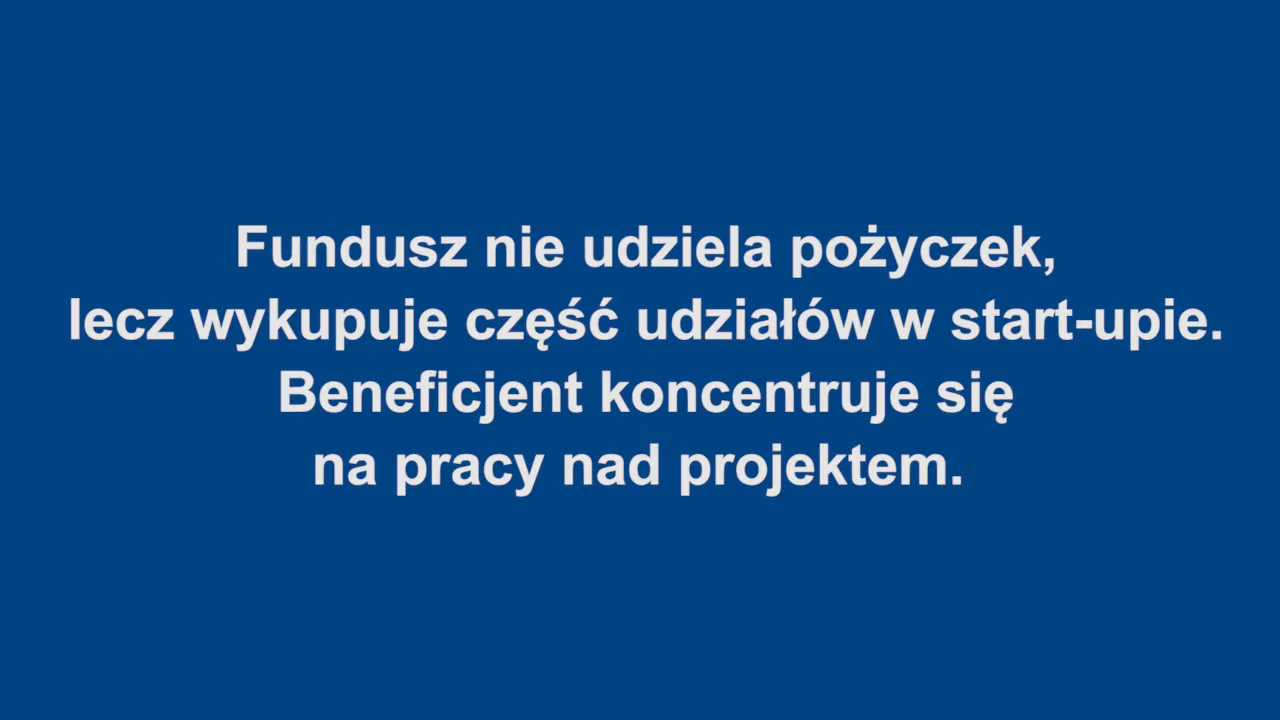 Fundusz nie udziela pożyczek,
lecz wykupuje część udziałów w start-upie.
Beneficjent koncentruje się
na pracy nad projektem.